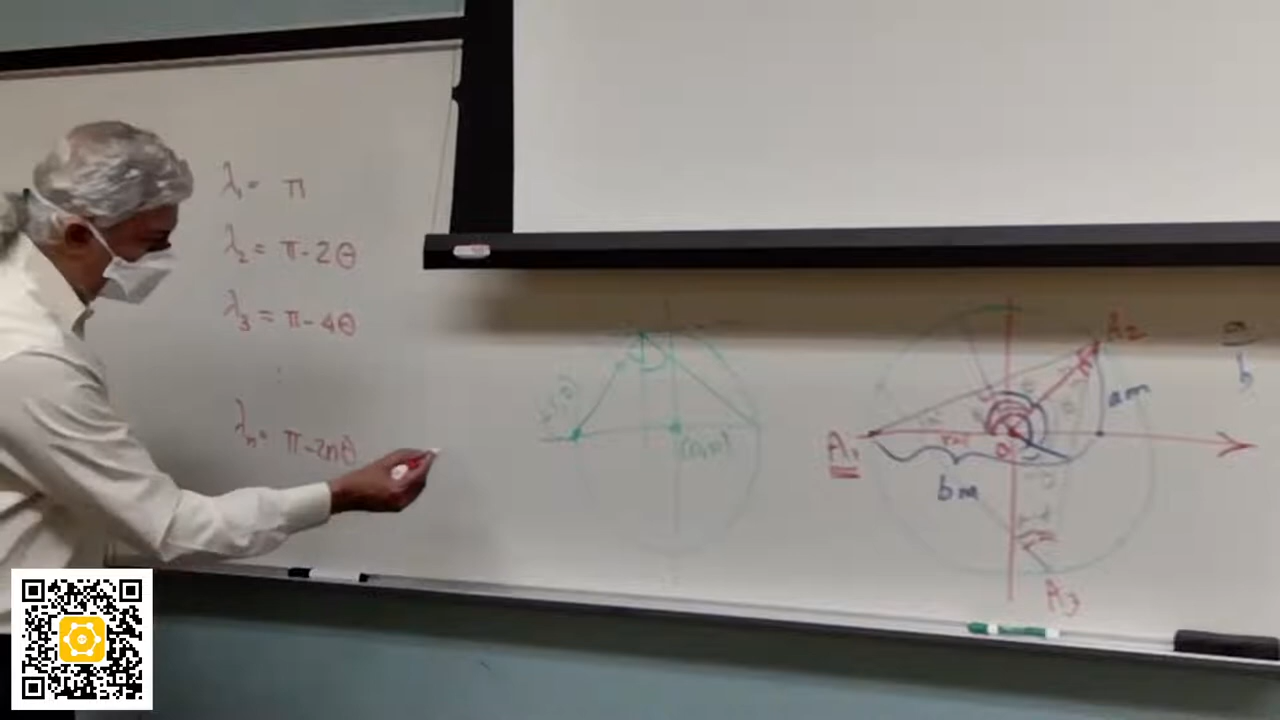 λ₁ = π
λ₂ = π - 2θ
λ₃ = π - 4θ
⋮
λₙ = π - 2nθ
A₁
A₂
A₃
am
bm
a
b